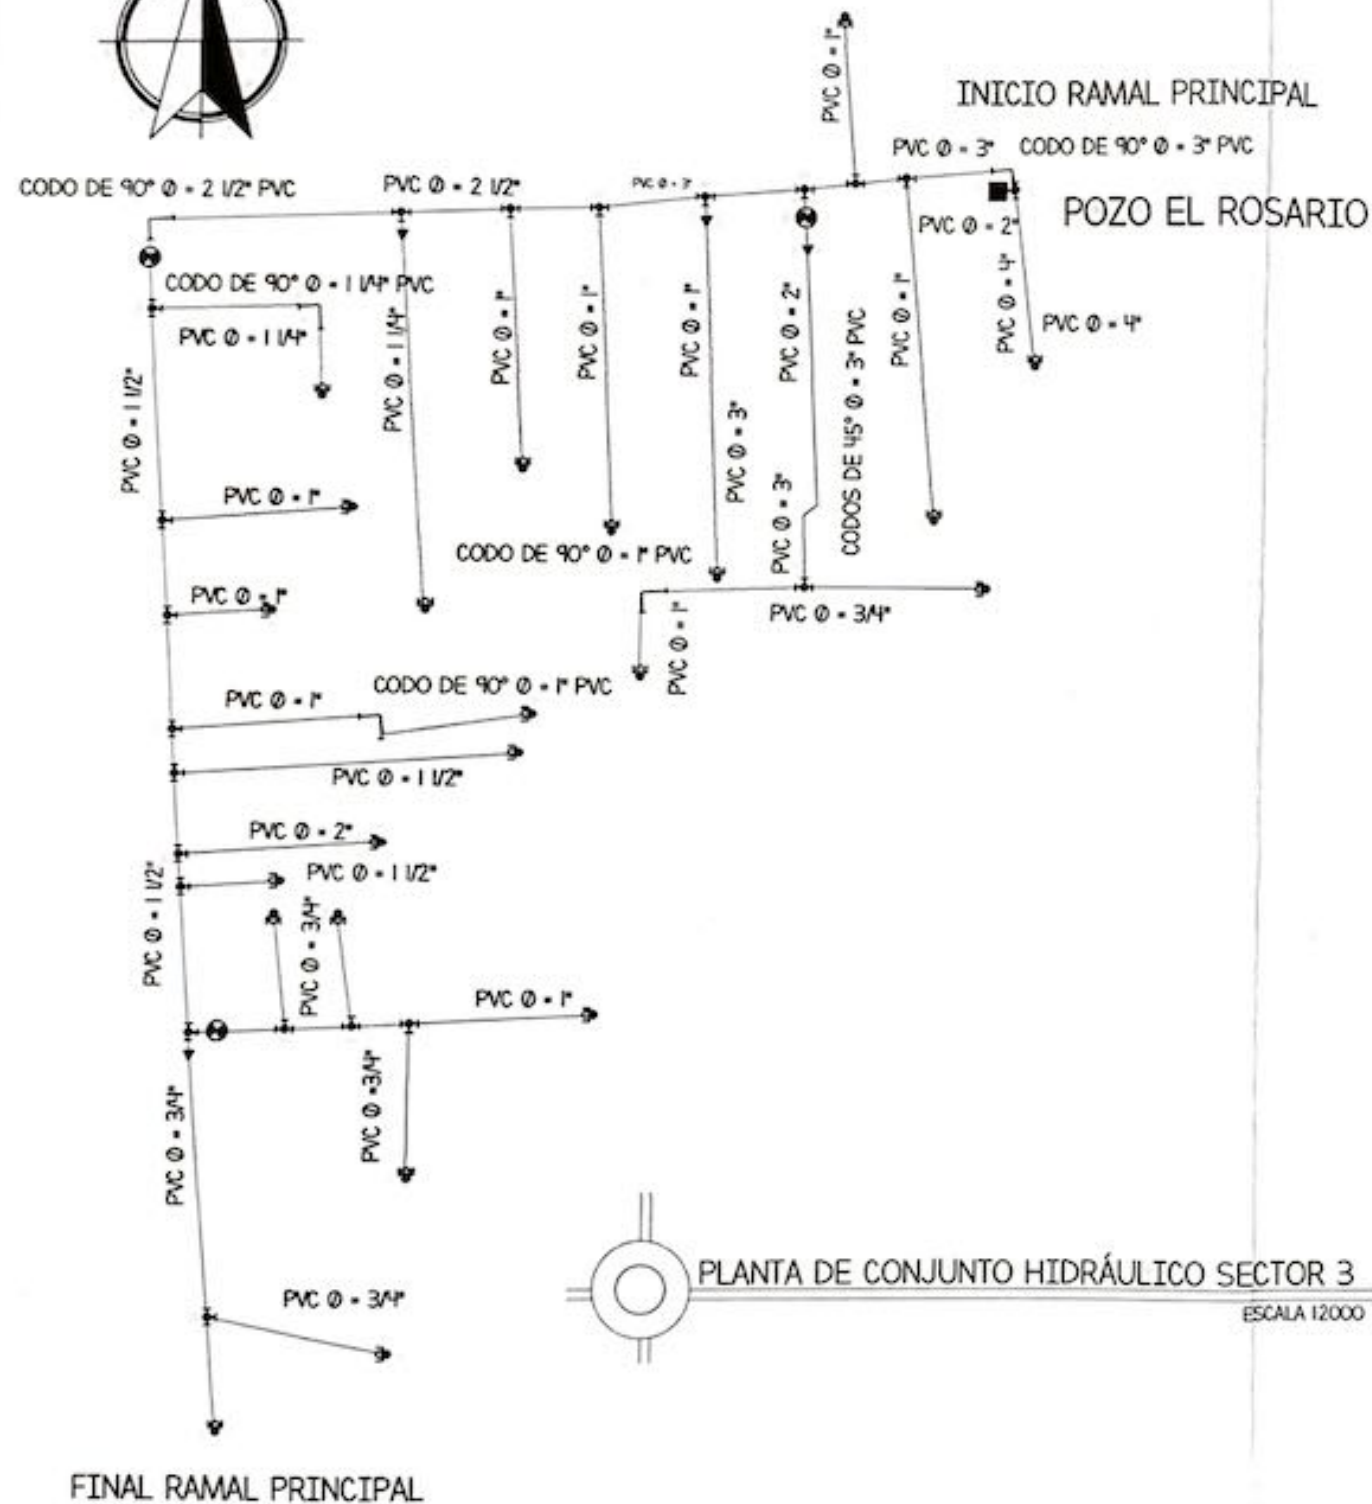 PVC Ø = 1"
INICIO RAMAL PRINCIPAL
PVC Ø = 3"
CODO DE 90° Ø = 3" PVC
CODO DE 90° Ø = 2 1/2" PVC
PVC Ø = 2 1/2"
PVC Ø = 3"
POZO EL ROSARIO
PVC Ø = 2"
CODO DE 90° Ø = 1 1/4" PVC
PVC Ø = 1 1/4"
PVC Ø = 1 1/4"
PVC Ø = 1"
PVC Ø = 1"
PVC Ø = 1"
PVC Ø = 2"
PVC Ø = 1"
PVC Ø = 4"
PVC Ø = 4"
PVC Ø = 1 1/2"
PVC Ø = 3"
PVC Ø = 3"
CODOS DE 45° Ø = 3" PVC
PVC Ø = 1"
CODO DE 90° Ø = 1" PVC
PVC Ø = 1"
PVC Ø = 3/4"
PVC Ø = 1"
PVC Ø = 1"
CODO DE 90° Ø = 1" PVC
PVC Ø = 1 1/2"
PVC Ø = 2"
PVC Ø = 1 1/2"
PVC Ø = 1 1/2"
PVC Ø = 3/4"
PVC Ø = 1"
PVC Ø =3/4"
PVC Ø = 3/4"
PLANTA DE CONJUNTO HIDRÁULICO SECTOR 3
ESCALA 1:2000
PVC Ø = 3/4"
FINAL RAMAL PRINCIPAL